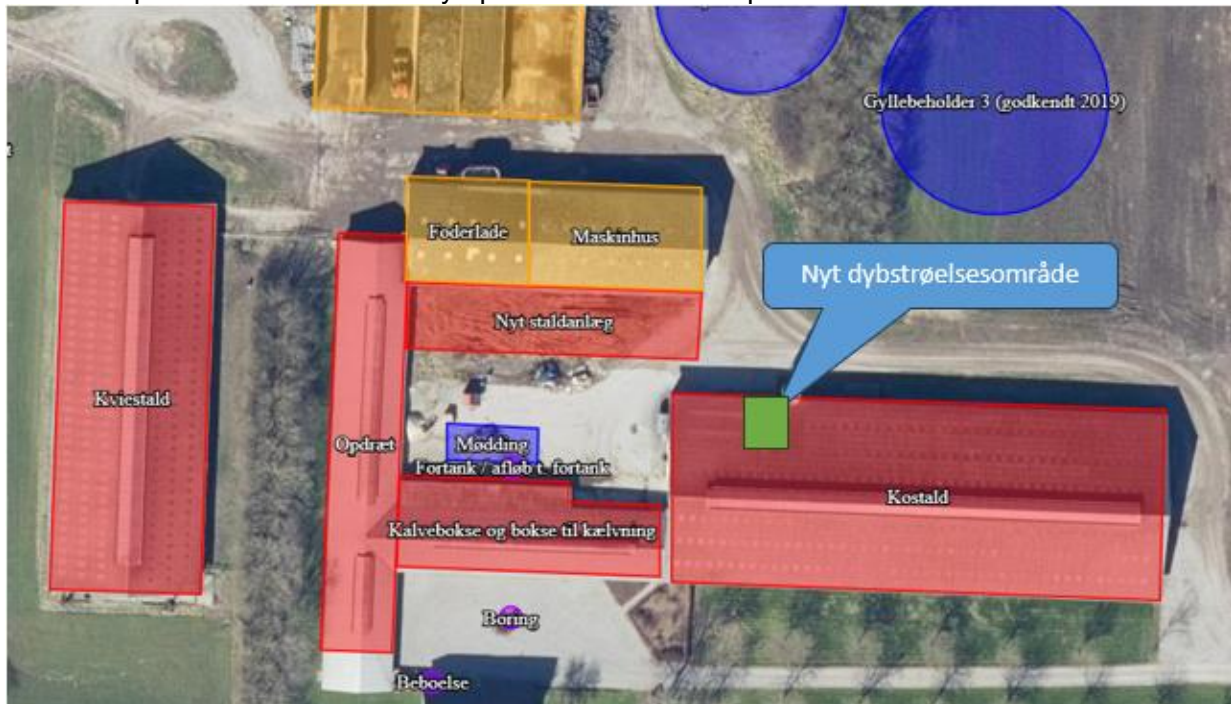 Gyllebeholder 3 (godkendt 2019)
Foderlade
Maskinhus
Nyt dybstrøelsesområde
Nyt staldanlæg
Kviestald
Opdræt
Mødding
Fortank / afløb t. fortank
Kostald
Kalvebokse og bokse til kælvning
Boring
Beboelse